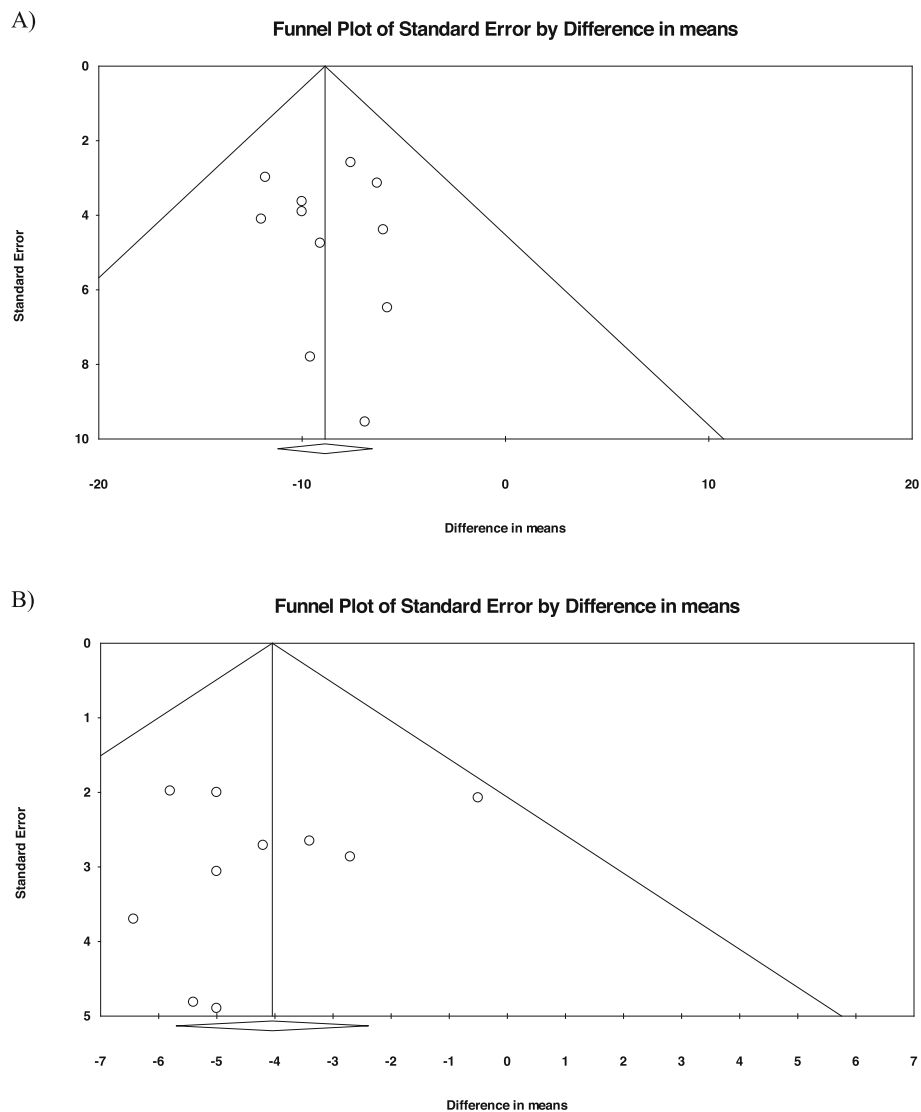 A)
Funnel Plot of Standard Error by Difference in means
0
2
4
6
8
10
Standard Error
-20 -10 0 10 20
Difference in means
B)
Funnel Plot of Standard Error by Difference in means
0
1
2
3
4
5
Standard Error
-7 -6 -5 -4 -3 -2 -1 0 1 2 3 4 5 6 7
Difference in means